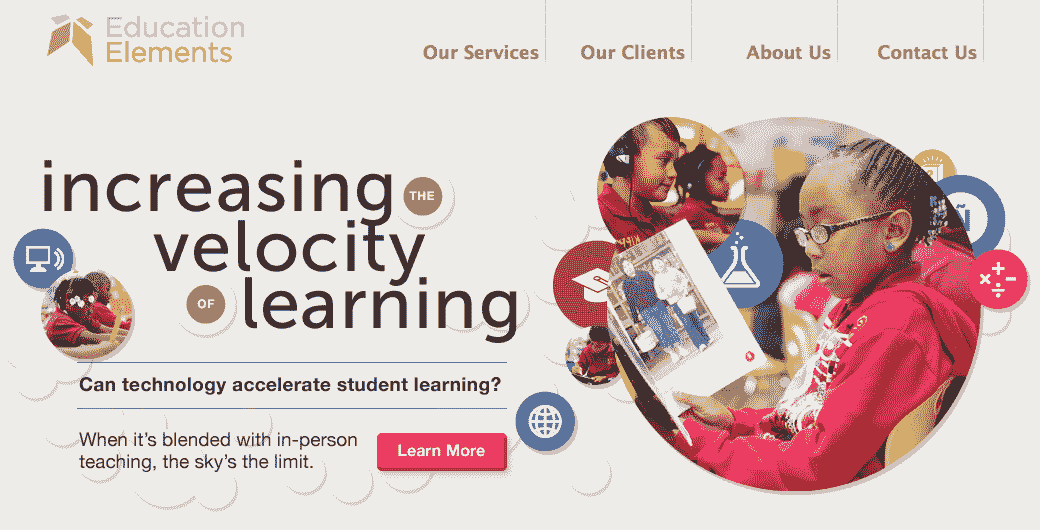 Education
Elements
Our Services
Our Clients
About Us
Contact Us
increasing THE
velocity
OF learning
Can technology accelerate student learning?
When it's blended with in-person
teaching, the sky's the limit.
Learn More